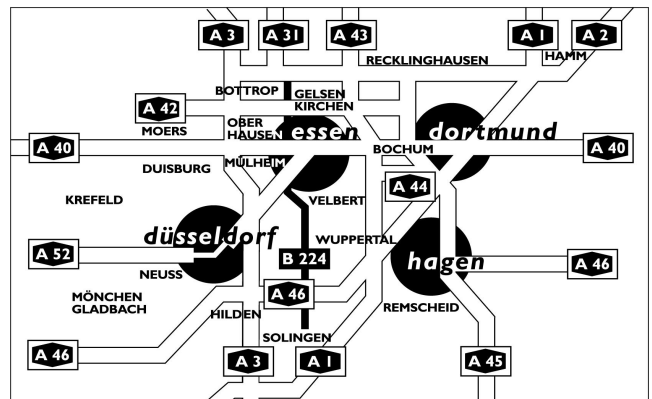 A 3
A 31
A 43
A 1
A 2
RECKLINGHAUSEN
HAMM
BOTTROP
GELSEN
KIRCHEN
A 42
MOERS
OBER
HAUSEN
essen
dortmund
A 40
BOCHUM
A 40
DUISBURG
MÜLHEIM
A 44
KREFELD
VELBERT
düsseldorf
WUPPERTAL
A 52
B 224
hagen
A 46
NEUSS
A 46
MÖNCHEN
GLADBACH
HILDEN
REMSCHEID
SOLINGEN
A 46
A 3
A 1
A 45